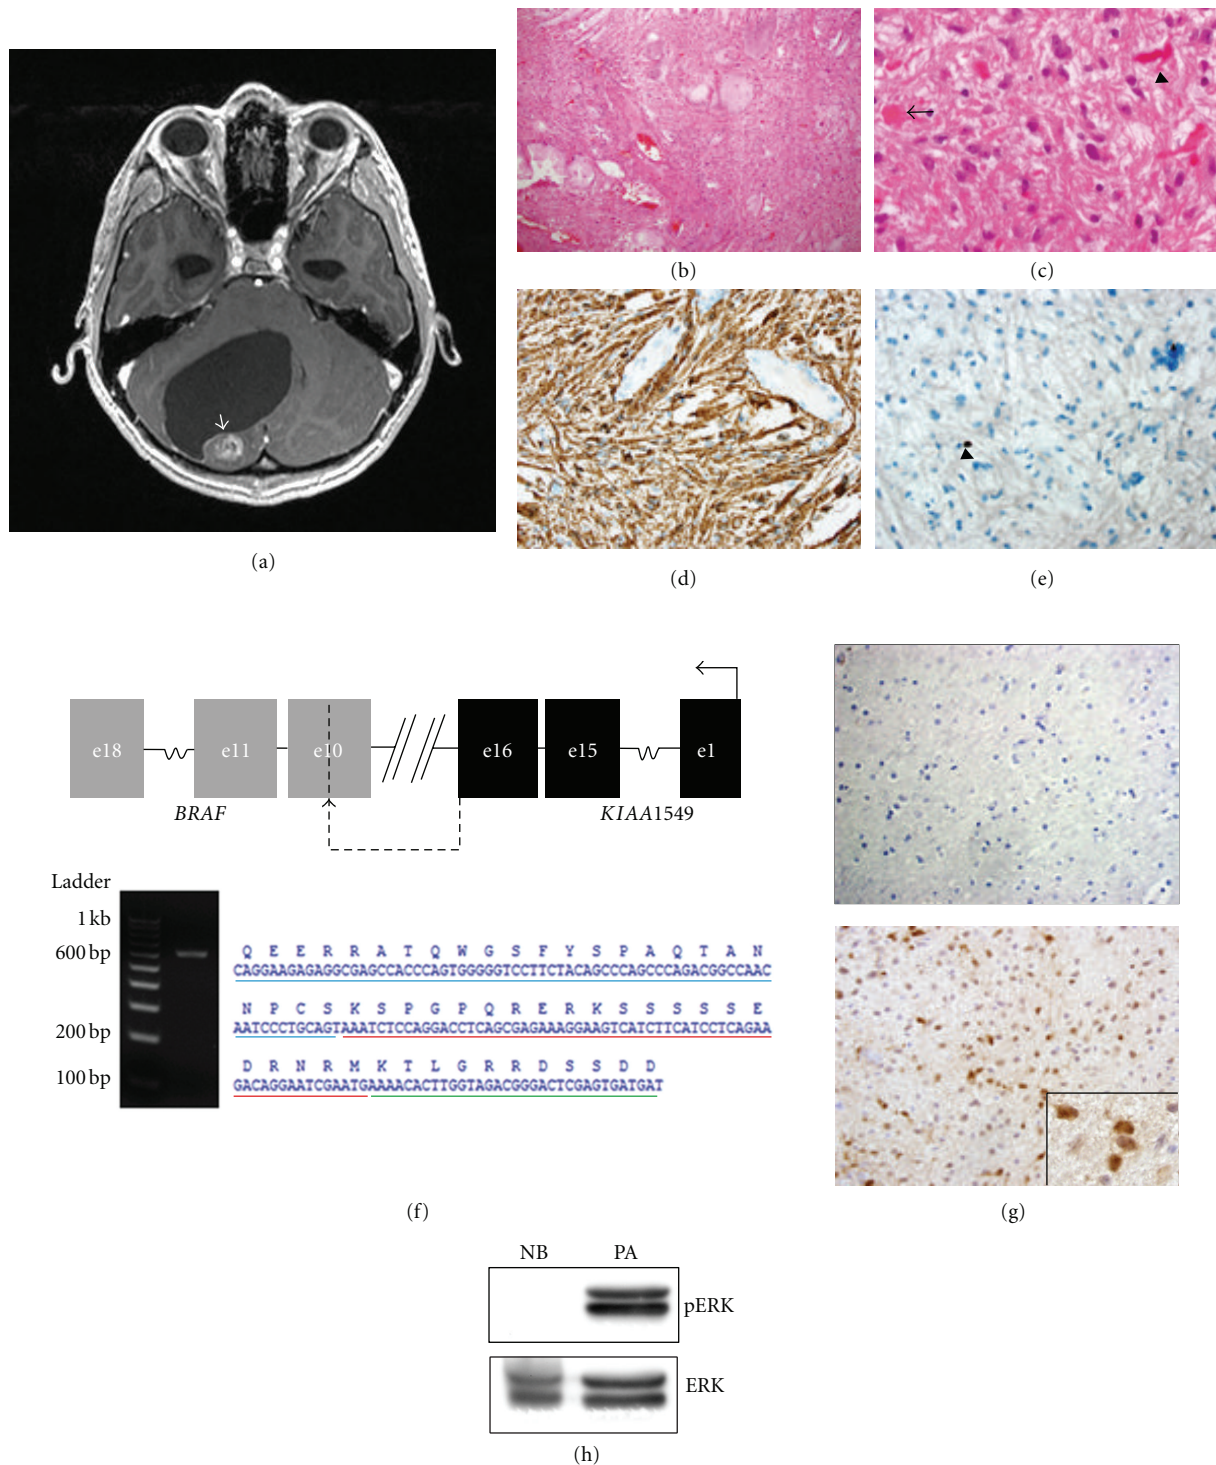 (a)
(b)
(c)
(d)
(e)
e18
e11
e10
e16
e15
e1
BRAF
KIAA1549
Ladder
1 kb
600 bp
200 bp
100 bp
Q E E R R A T Q W G S F Y S P A Q T A N
CAGGAAGAGAGGCGAGCCACCCAGTGGGGGTCCTTCTACAGCCCAGCCCAGACGGCCAAC
N P C S K S P G P Q R E R K S S S S S E
AATCCCTGCAGTAAATCTCCAGGACCTCAGCGAGAAAGGAAGTCATCTTCATCCTCAGAA
D R N R M K T L G R R D S S D D
GACAGGAATCGAATGAAAACACTTGGTAGACGGGACTCGAGTGATGAT
(f)
(g)
NB PA
pERK
ERK
(h)